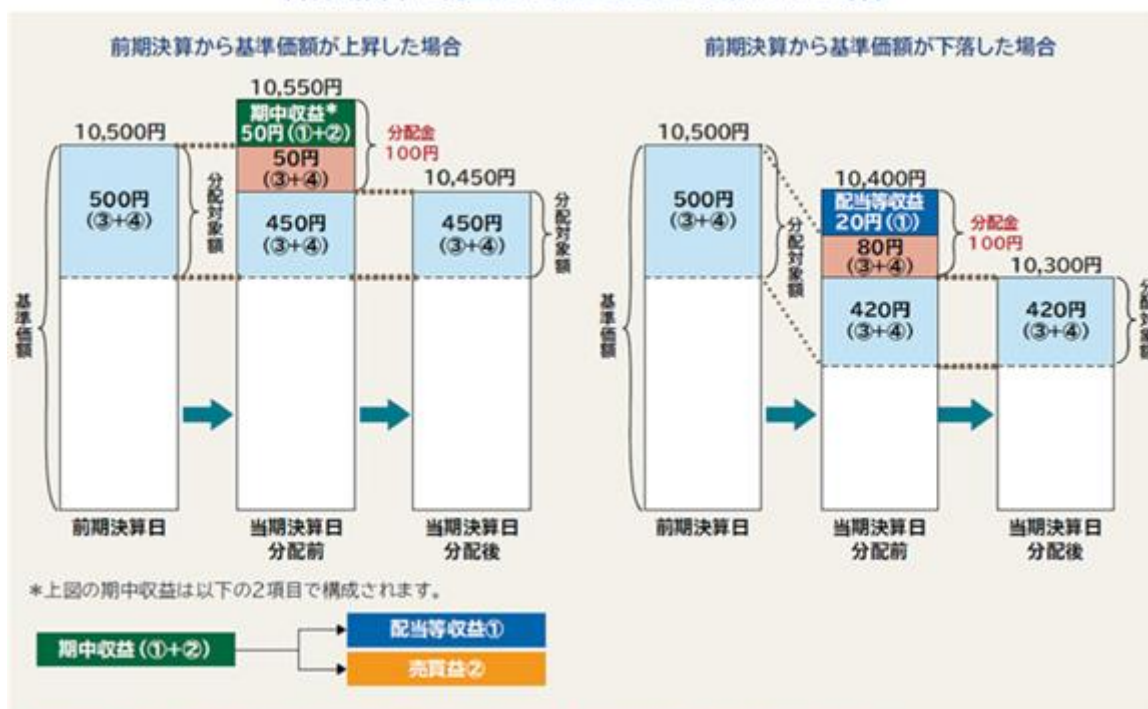 前期決算から基準価額が上昇した場合
10,550円
期中収益*
50円(①+②)
10,500円
分配金
100円
50円
(③+④)
10,450円
500円
(③+④)
分配対象額
450円
(③+④)
450円
(③+④)
分配対象額
基準価額
前期決算日
当期決算日
分配前
当期決算日
分配後
前期決算から基準価額が下落した場合
10,500円
10,400円
配当等収益
20円(①)
500円
(③+④)
分配対象額
80円
(③+④)
分配金
100円
10,300円
420円
(③+④)
420円
(③+④)
分配対象額
基準価額
前期決算日
当期決算日
分配前
当期決算日
分配後
*上図の期中収益は以下の2項目で構成されます。
期中収益(①+②)
配当等収益①
売買益②